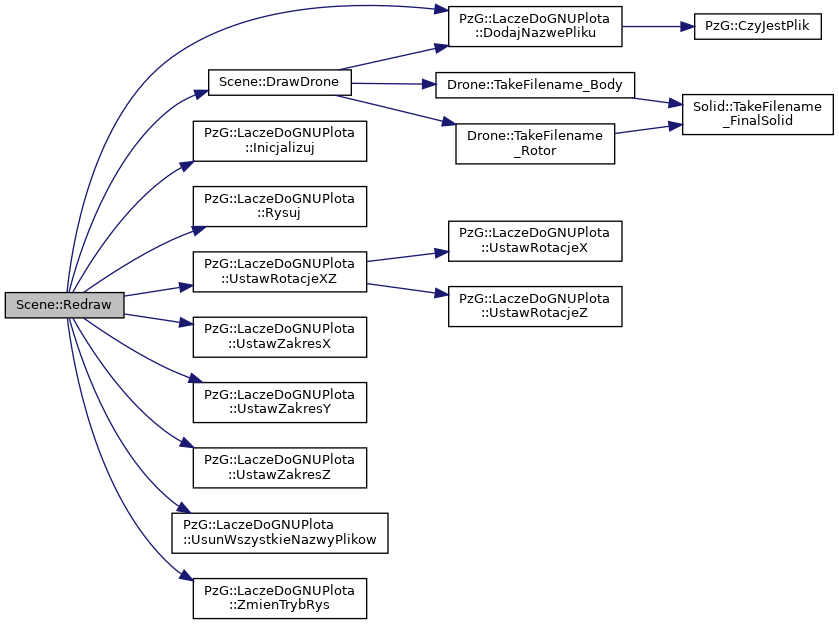 Scene::Redraw
PzG::LaczeDoGNUPlota
::DodajNazwePliku
PzG::CzyJestPlik
Scene::DrawDrone
Drone::TakeFilename_Body
Solid::TakeFilename
_FinalSolid
Drone::TakeFilename
_Rotor
PzG::LaczeDoGNUPlota
::Inicjalizuj
PzG::LaczeDoGNUPlota
::Rysuj
PzG::LaczeDoGNUPlota
::UstawRotacjeXZ
PzG::LaczeDoGNUPlota
::UstawRotacjeX
PzG::LaczeDoGNUPlota
::UstawRotacjeZ
PzG::LaczeDoGNUPlota
::UstawZakresX
PzG::LaczeDoGNUPlota
::UstawZakresY
PzG::LaczeDoGNUPlota
::UstawZakresZ
PzG::LaczeDoGNUPlota
::UsunWszystkieNazwyPlikow
PzG::LaczeDoGNUPlota
::ZmienTrybRys